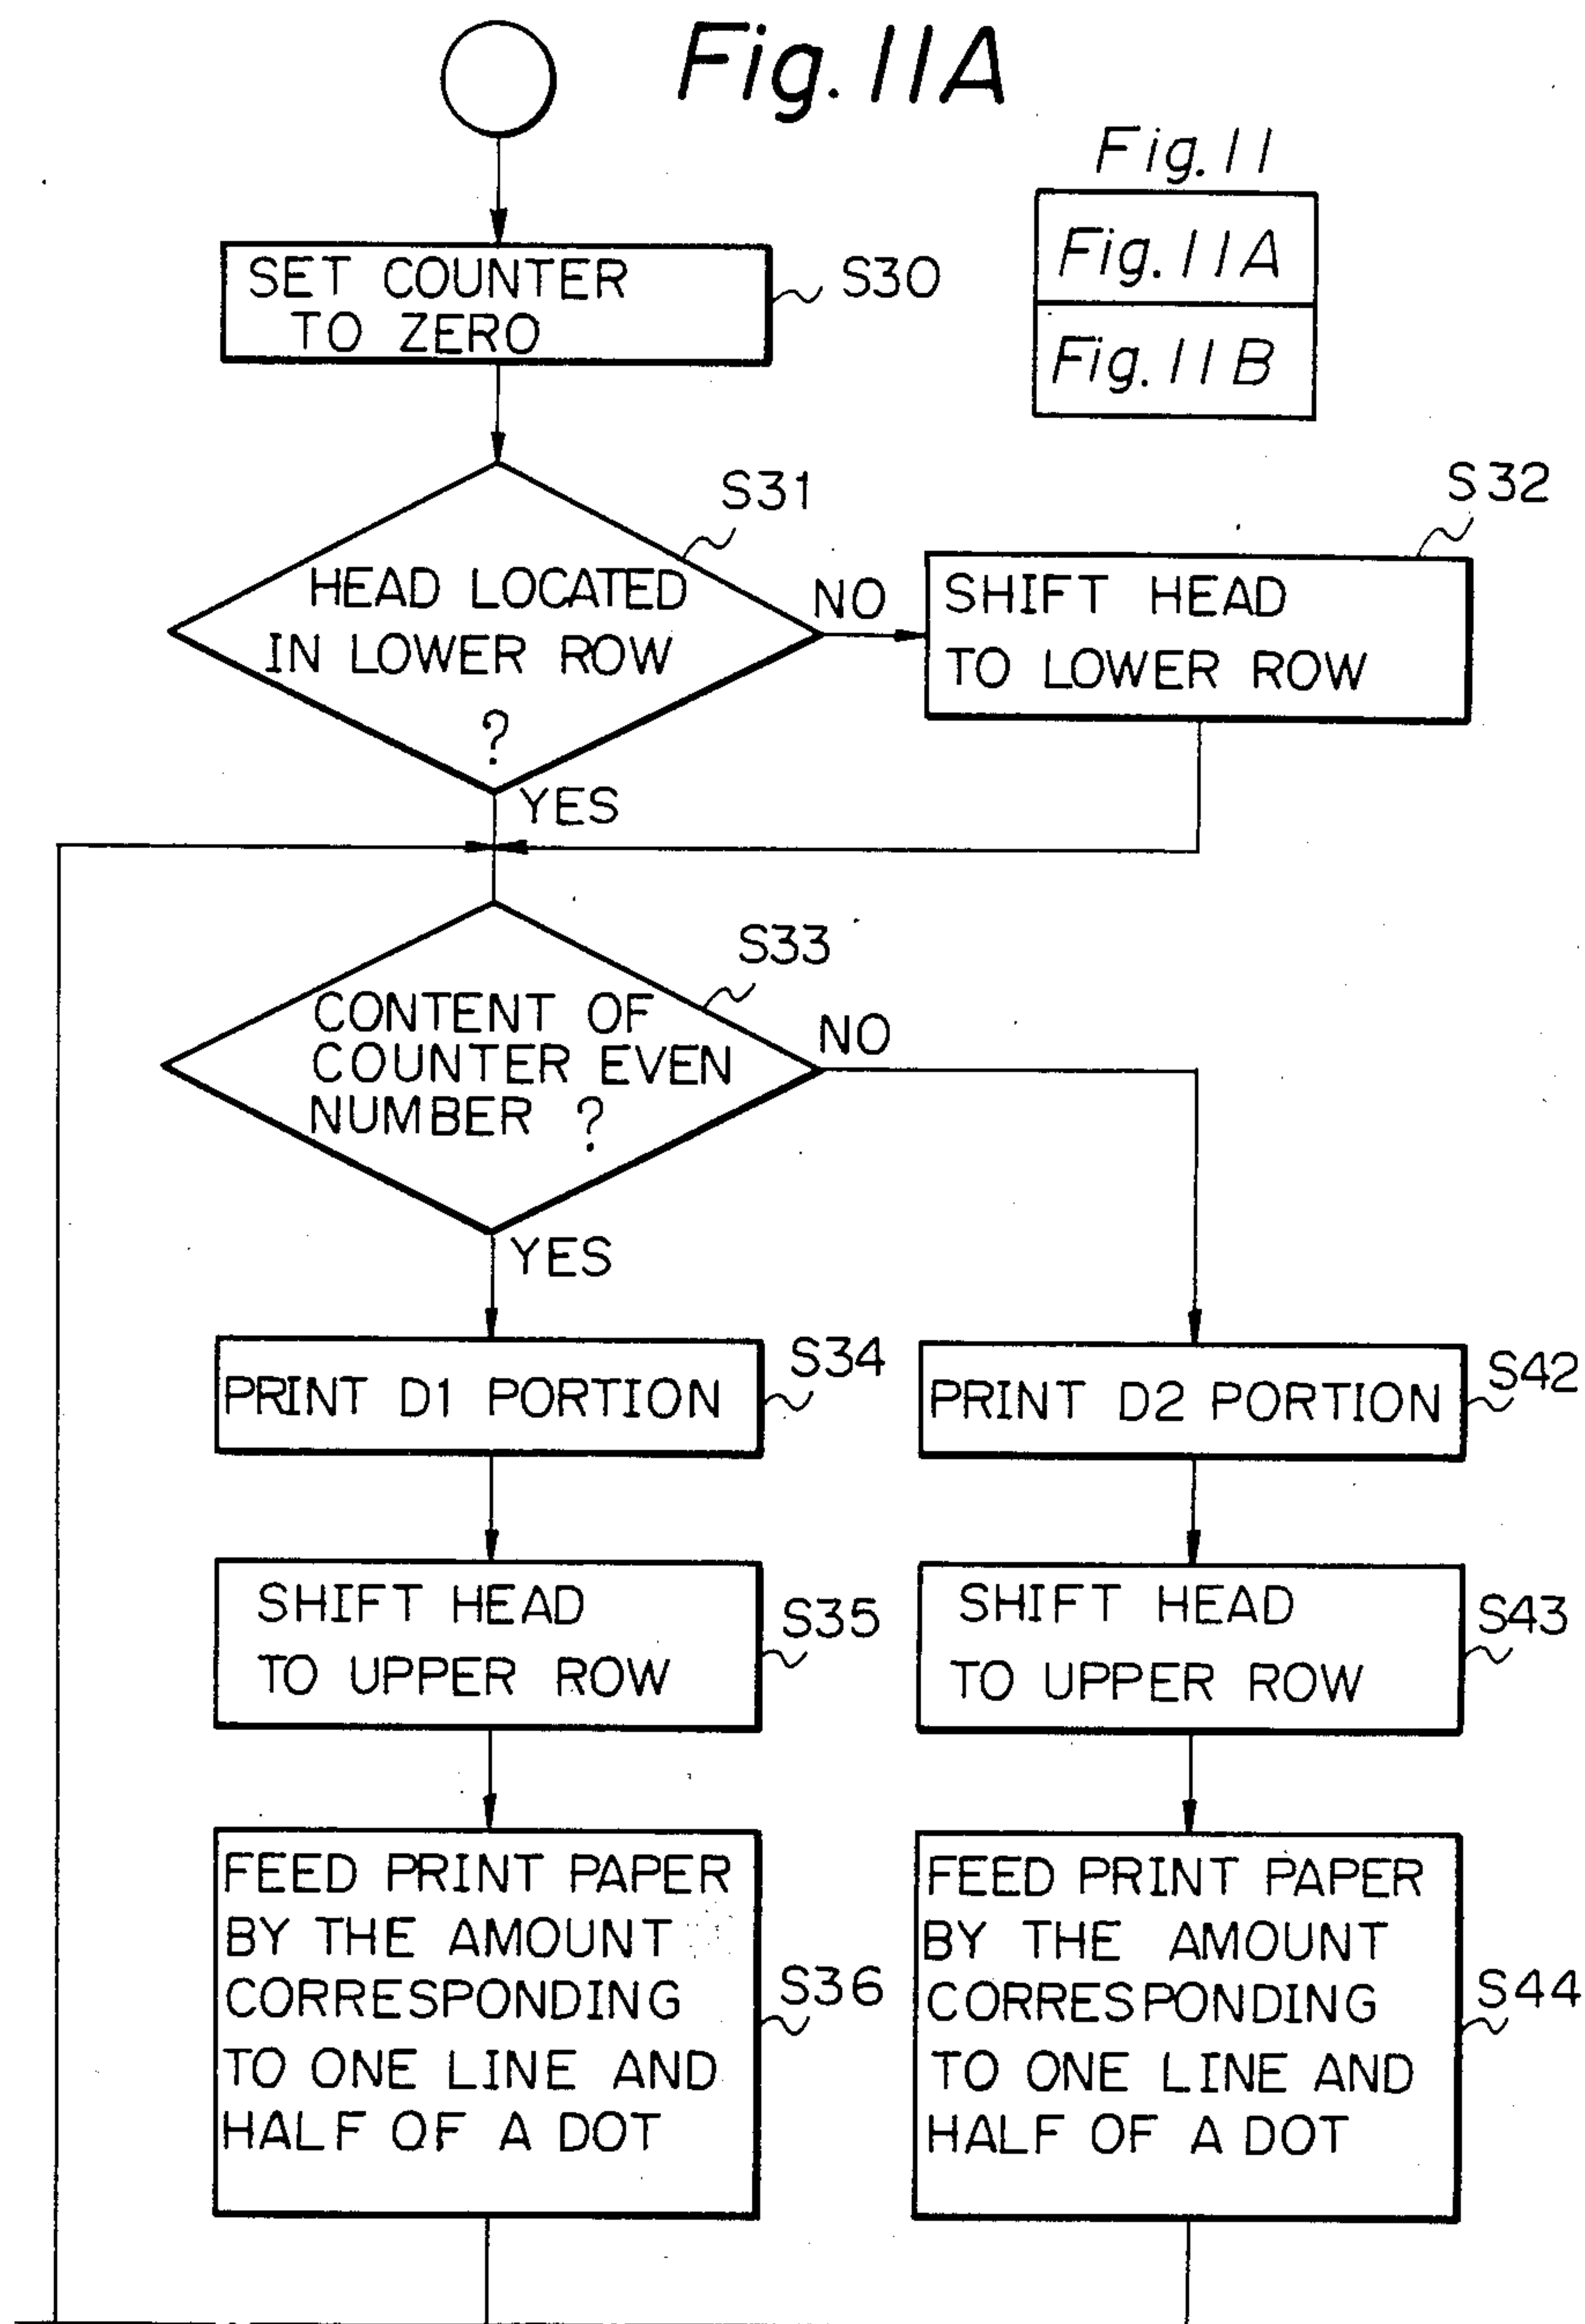 Fig. 11A
Fig. 11
Fig. 11A
Fig. 11B
SET COUNTER
TO ZERO
S30
S31
HEAD LOCATED
IN LOWER ROW
?
NO
YES
S32
SHIFT HEAD
TO LOWER ROW
S33
CONTENT OF
COUNTER EVEN
NUMBER ?
NO
YES
PRINT D1 PORTION
S34
PRINT D2 PORTION
S42
SHIFT HEAD
TO UPPER ROW
S35
SHIFT HEAD
TO UPPER ROW
S43
FEED PRINT PAPER
BY THE AMOUNT
CORRESPONDING
TO ONE LINE AND
HALF OF A DOT
S36
FEED PRINT PAPER
BY THE AMOUNT
CORRESPONDING
TO ONE LINE AND
HALF OF A DOT
S44